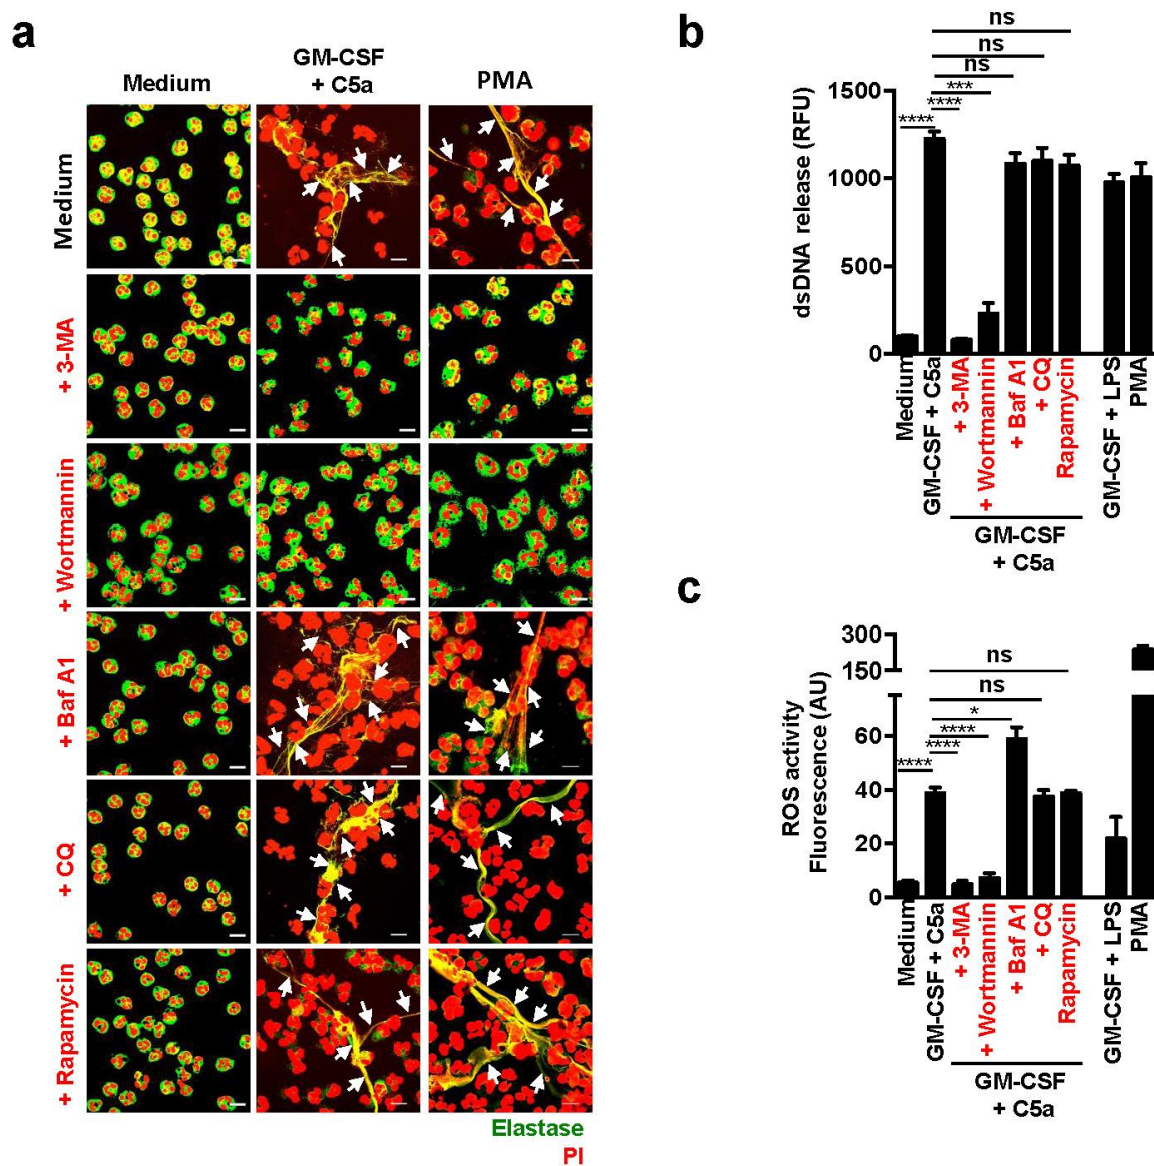 a
Medium
GM-CSF
+ C5a
PMA
Medium
+ 3-MA
+ Wortmannin
+ Baf A1
+ CQ
+ Rapamycin
Elastase
PI
b
ns
ns
ns
***
****
****
dsDNA release (RFU)
1500
1000
500
0
Medium
GM-CSF + C5a
+ 3-MA
+ Wortmannin
+ Baf A1
+ CQ
Rapamycin
GM-CSF + LPS
PMA
GM-CSF
+ C5a
c
ns
ns
*
****
****
****
ROS activity
Fluorescence (AU)
300
150
60
40
20
0
Medium
GM-CSF + C5a
+ 3-MA
+ Wortmannin
+ Baf A1
+ CQ
Rapamycin
GM-CSF + LPS
PMA
GM-CSF
+ C5a